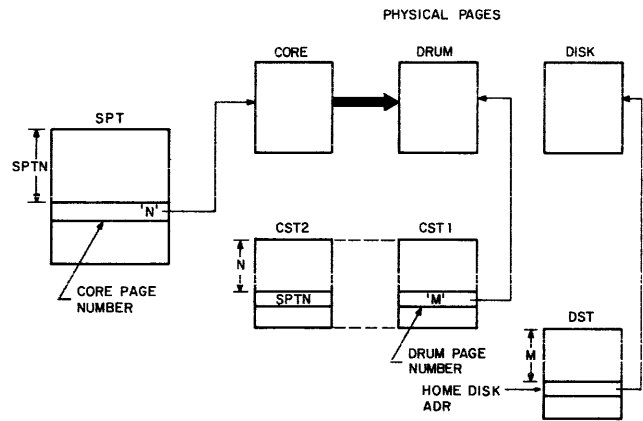 PHYSICAL PAGES
CORE
DRUM
DISK
SPT
SPTN
'N'
CORE PAGE
NUMBER
CST2
CST1
N
SPTN
'M'
DRUM PAGE
NUMBER
DST
M
HOME DISK
ADR